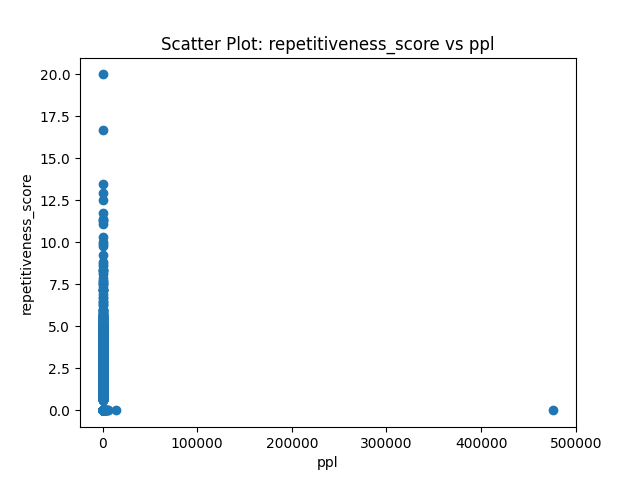 Scatter Plot: repetitiveness_score vs ppl
20.0
17.5
15.0
12.5
10.0
7.5
5.0
2.5
0.0
repetitiveness_score
0 100000 200000 300000 400000 500000
ppl